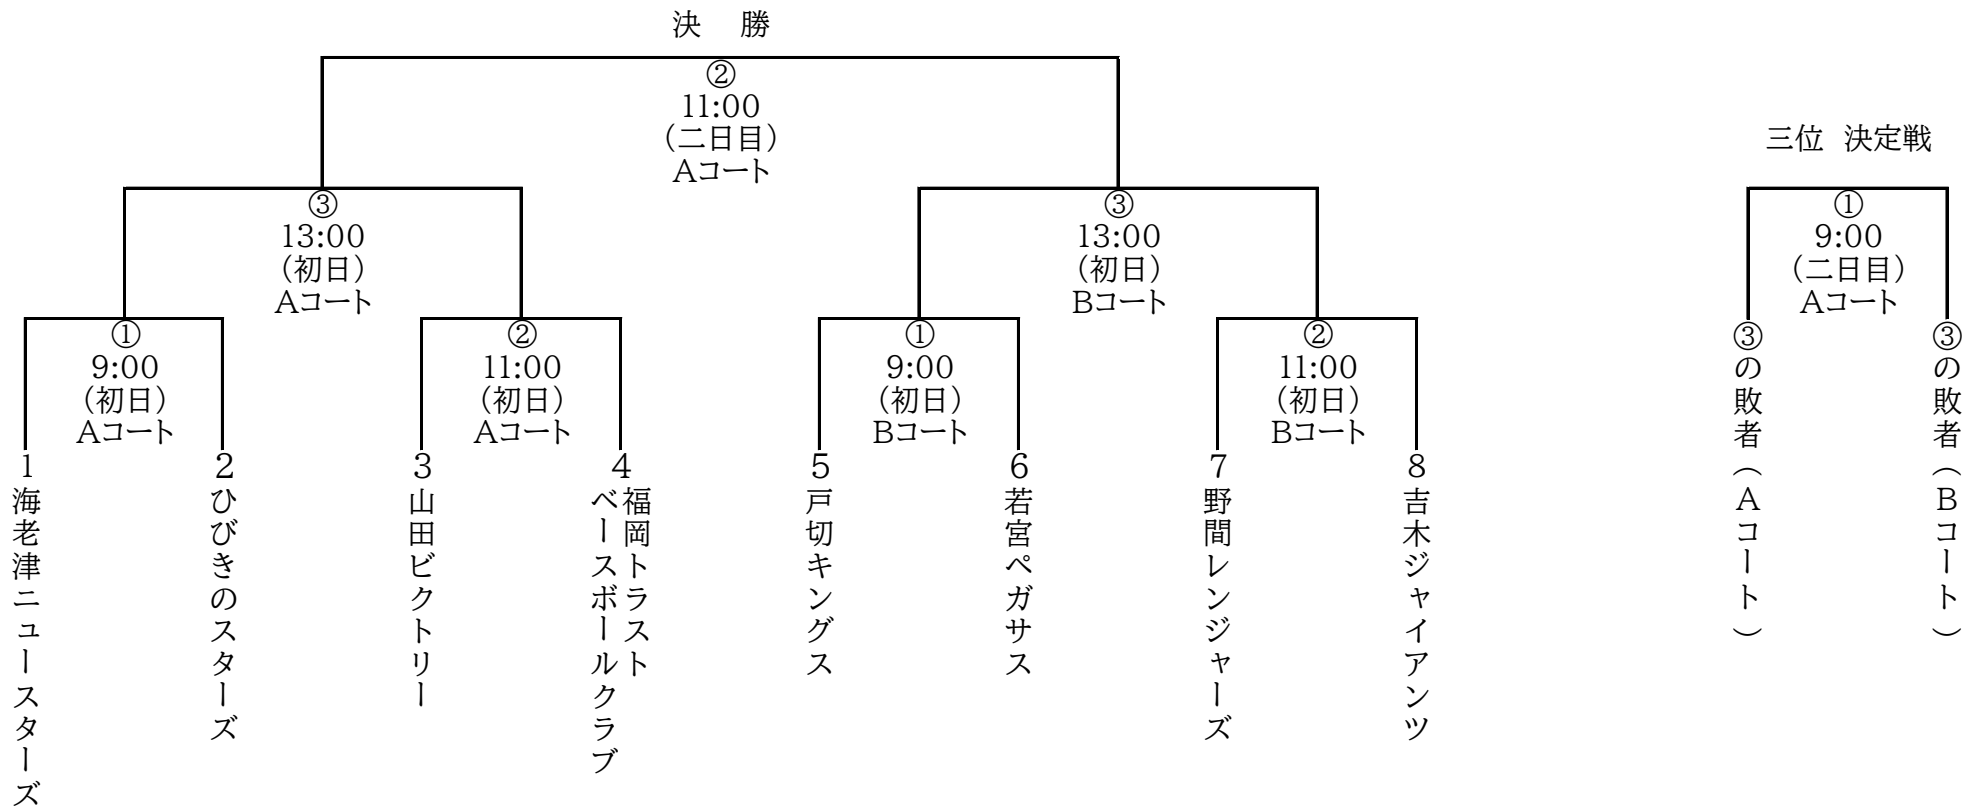 決 勝
②
11:00
(二日目)
Aコート
三位 決定戦
①
9:00
(二日目)
Aコート
③
13:00
(初日)
Aコート
③
13:00
(初日)
Bコート
①
9:00
(初日)
Aコート
②
11:00
(初日)
Aコート
①
9:00
(初日)
Bコート
②
11:00
(初日)
Bコート
1
海老津ニュースターズ
2
ひびきのスターズ
3
山田ビクトリー
4
福岡トラスト
ベースボールクラブ
5
戸切キングス
6
若宮ペガサス
7
野間レンジャーズ
8
吉木ジャイアンツ
③の敗者(Aコート)
③の敗者(Bコート)